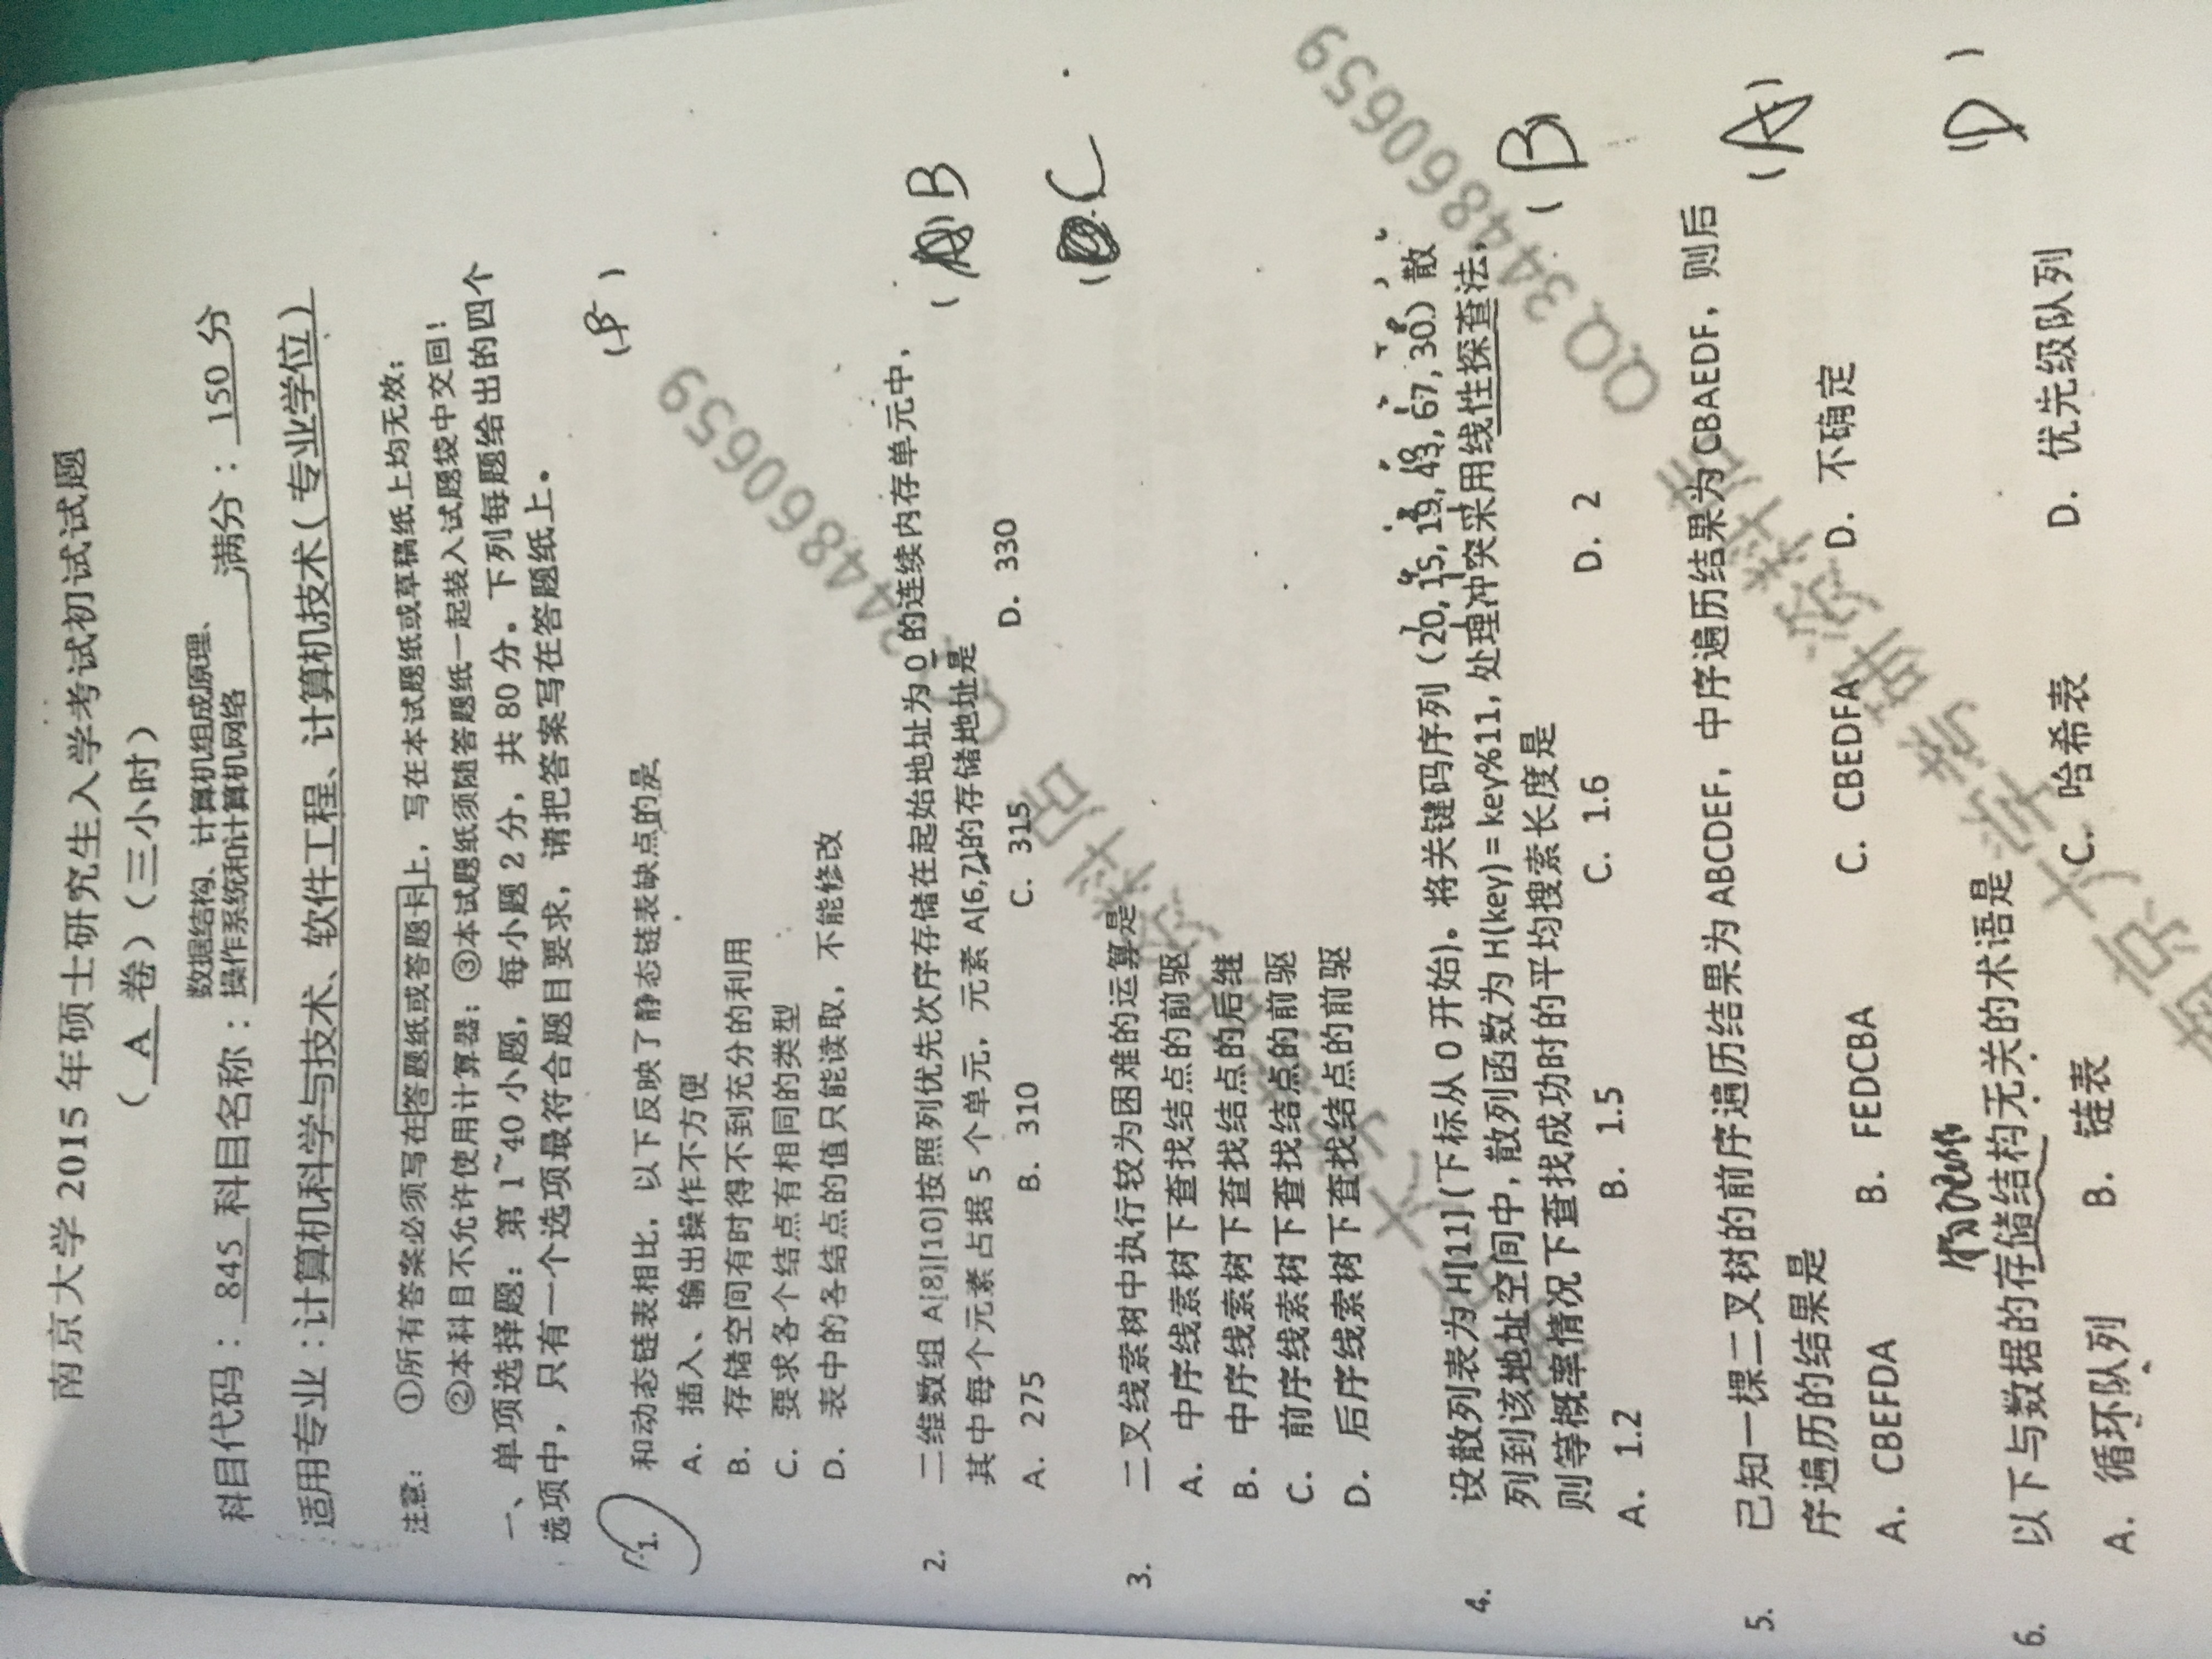 南京大学 2015 年硕士研究生入学考试初试试题
（ A 卷）（三小时）
科目代码： 845 科目名称： 数据结构、计算机组成原理、操作系统和计算机网络 满分： 150 分
适用专业：计算机科学与技术、软件工程、计算机技术（专业学位）
注意： ①所有答案必须写在答题纸或答题卡上，写在本试题纸或草稿纸上均无效；
②本科目不允许使用计算器；③本试题纸须随答题纸一起装入试题袋中交回！
一、单项选择题：第 1~40 小题，每小题 2 分，共 80 分。下列每题给出的四个
选项中，只有一个选项最符合题目要求，请把答案写在答题纸上。
1. 和动态链表相比，以下反映了静态链表缺点的是 (B)
A. 插入、输出操作不方便
B. 存储空间有时得不到充分的利用
C. 要求各个结点有相同的类型
D. 表中的各结点的值只能读取，不能修改
2. 二维数组 A[8][10]按照列优先次序存储在起始地址为 0 的连续内存单元中，
其中每个元素占据 5 个单元，元素 A[6,7]的存储地址是 B
A. 275 B. 310 C. 315 D. 330
3. 二叉线索树中执行较为困难的运算是 C
A. 中序线索树下查找结点的前驱
B. 中序线索树下查找结点的后继
C. 前序线索树下查找结点的前驱
D. 后序线索树下查找结点的前驱
4. 设散列表为 H[11] (下标从 0 开始)。将关键码序列（20, 15, 19, 43, 67, 30）散
列到该地址空间中，散列函数为 H(key) = key%11，处理冲突采用线性探查法，
则等概率情况下查找成功时的平均搜索长度是 (B)
A. 1.2 B. 1.5 C. 1.6 D. 2
5. 已知一棵二叉树的前序遍历结果为 ABCDEF，中序遍历结果为 CBAEDF，则后
序遍历的结果是 (A)
A. CBEFDA B. FEDCBA C. CBEDFA D. 不确定
6. 以下与数据的存储结构无关的术语是 (D)
A. 循环队列 B. 链表 C. 哈希表 D. 优先级队列
南京大学考研资料店 QQ 344860659
南京大学考研资料店 QQ 344860659